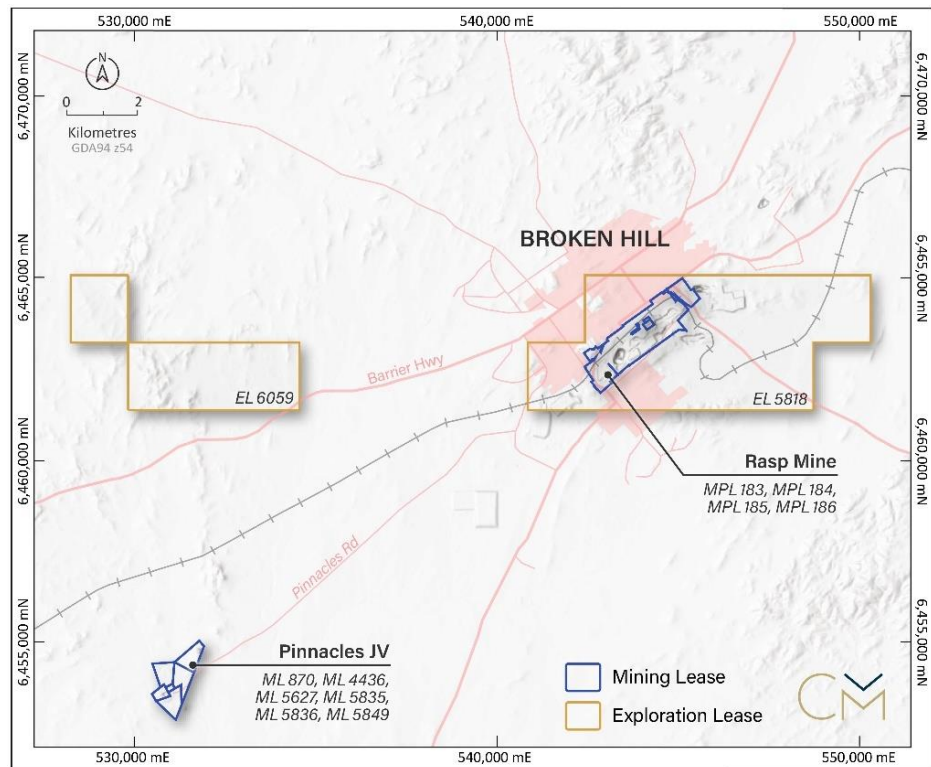 530,000 mE
540,000 mE
550,000 mE
6,470,000 mN
6,470,000 mN
N
0 2
Kilometres
GDA94 z54
BROKEN HILL
6,465,000 mN
6,465,000 mN
Barrier Hwy
EL 6059
EL 5818
6,460,000 mN
6,460,000 mN
Rasp Mine
MPL 183, MPL 184,
MPL 185, MPL 186
Pinnacles Rd
6,455,000 mN
6,455,000 mN
Pinnacles JV
ML 870, ML 4436,
ML 5627, ML 5835,
ML 5836, ML 5849
Mining Lease
Exploration Lease
CM
530,000 mE
540,000 mE
550,000 mE